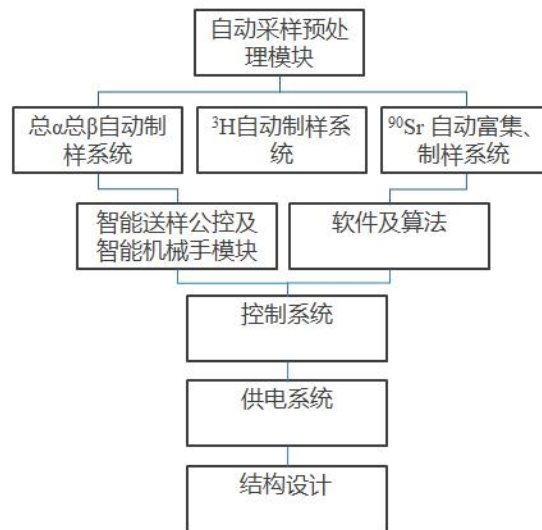 自动采样预处
理模块
总α总β自动制
样系统
³H自动制样系
统
⁹⁰Sr 自动富集、
制样系统
智能送样公控及
智能机械手模块
软件及算法
控制系统
供电系统
结构设计